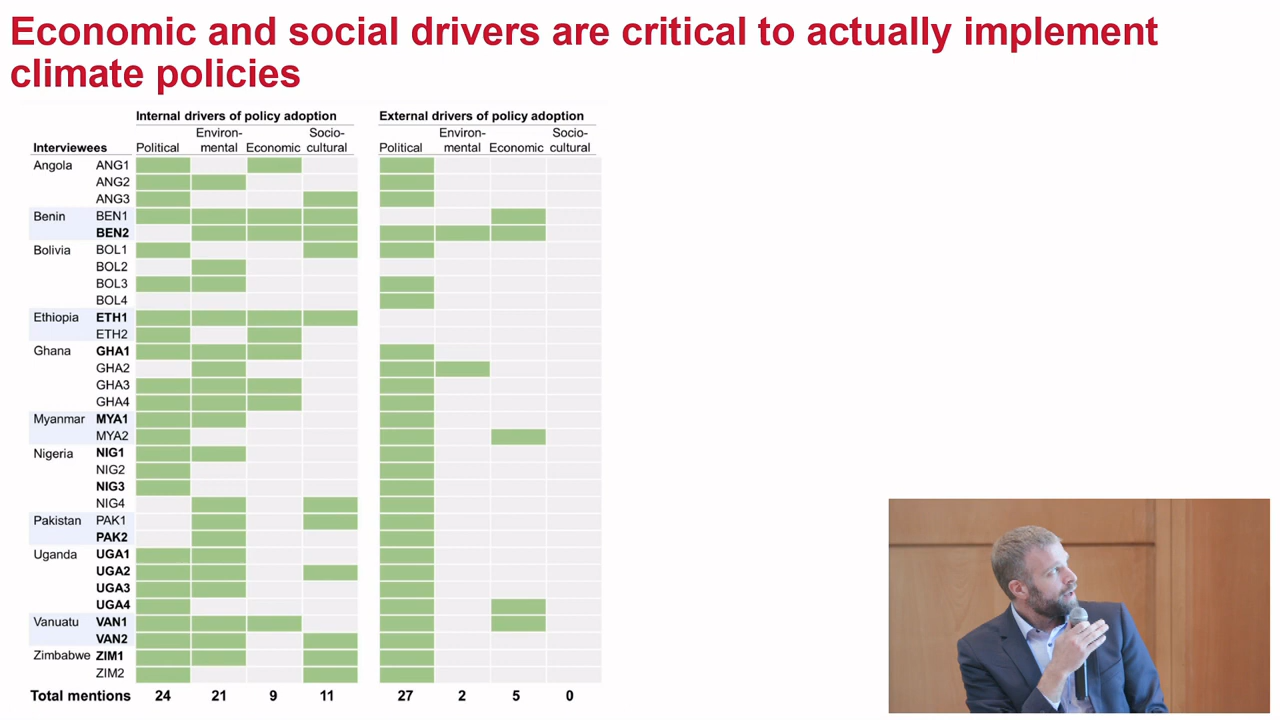 Economic and social drivers are critical to actually implement
climate policies
Internal drivers of policy adoption External drivers of policy adoption
Environ- Socio- Environ- Socio-
Interviewees Political mental Economic cultural Political mental Economic cultural
Angola ANG1
ANG2
ANG3
Benin BEN1
BEN2
Bolivia BOL1
BOL2
BOL3
BOL4
Ethiopia ETH1
ETH2
Ghana GHA1
GHA2
GHA3
GHA4
Myanmar MYA1
MYA2
Nigeria NIG1
NIG2
NIG3
NIG4
Pakistan PAK1
PAK2
Uganda UGA1
UGA2
UGA3
UGA4
Vanuatu VAN1
VAN2
Zimbabwe ZIM1
ZIM2
Total mentions 24 21 9 11 27 2 5 0